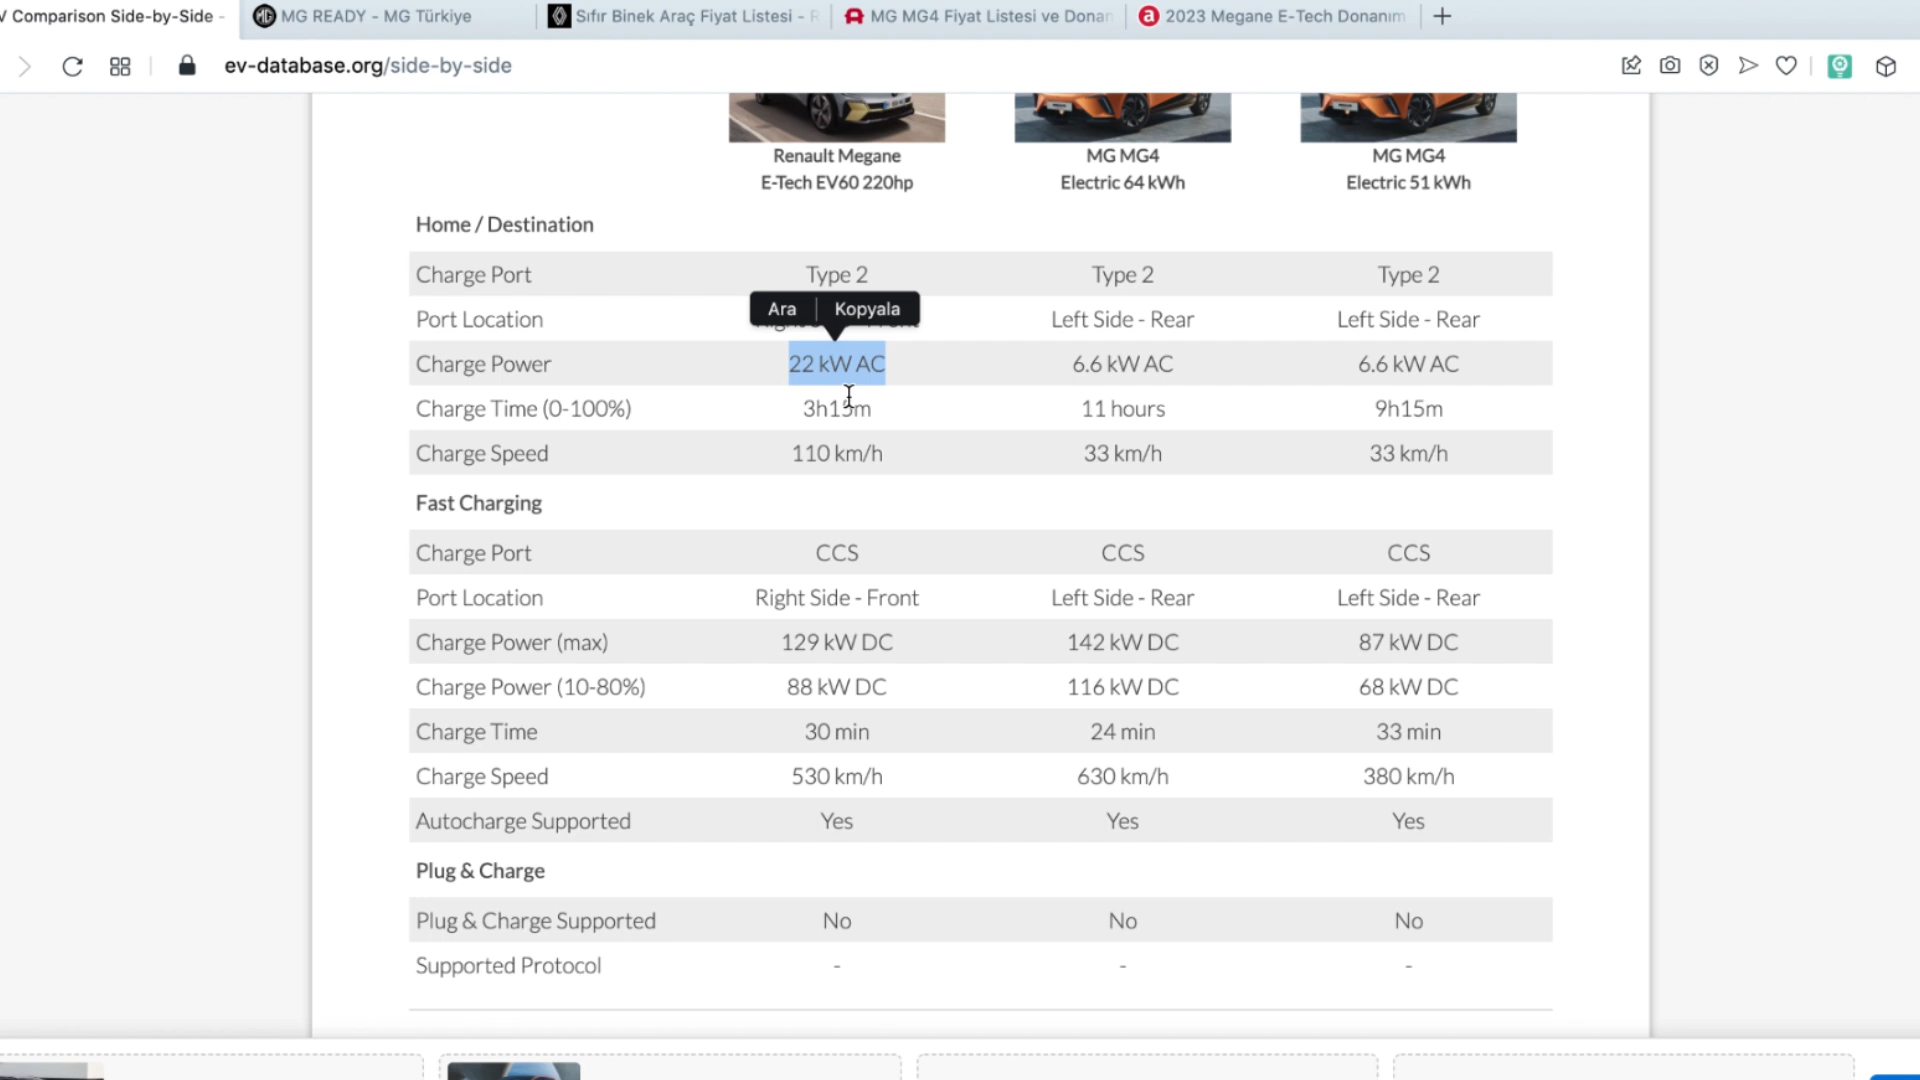 V Comparison Side-by-Side -
MG READY - MG Türkiye
Sıfır Binek Araç Fiyat Listesi - R
MG MG4 Fiyat Listesi ve Donan
2023 Megane E-Tech Donanım
ev-database.org/side-by-side
Renault Megane MG MG4 MG MG4
E-Tech EV60 220hp Electric 64 kWh Electric 51 kWh
Home / Destination
Charge Port Type 2 Type 2 Type 2
Ara Kopyala
Port Location Left Side - Rear Left Side - Rear
Charge Power 22 kW AC 6.6 kW AC 6.6 kW AC
Charge Time (0-100%) 3h15m 11 hours 9h15m
Charge Speed 110 km/h 33 km/h 33 km/h
Fast Charging
Charge Port CCS CCS CCS
Port Location Right Side - Front Left Side - Rear Left Side - Rear
Charge Power (max) 129 kW DC 142 kW DC 87 kW DC
Charge Power (10-80%) 88 kW DC 116 kW DC 68 kW DC
Charge Time 30 min 24 min 33 min
Charge Speed 530 km/h 630 km/h 380 km/h
Autocharge Supported Yes Yes Yes
Plug & Charge
Plug & Charge Supported No No No
Supported Protocol - - -